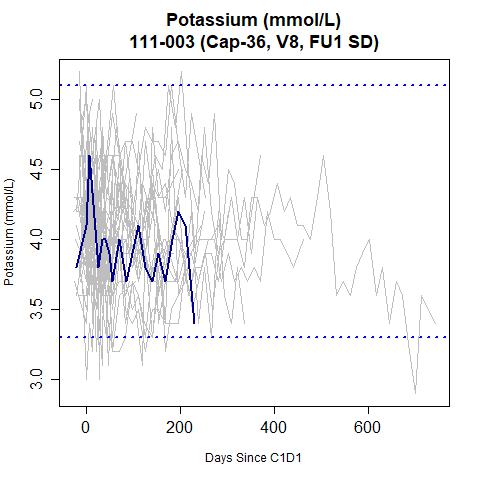 Potassium (mmol/L)
111-003 (Cap-36, V8, FU1 SD)
Potassium (mmol/L)
5.0
4.5
4.0
3.5
3.0
0 200 400 600
Days Since C1D1